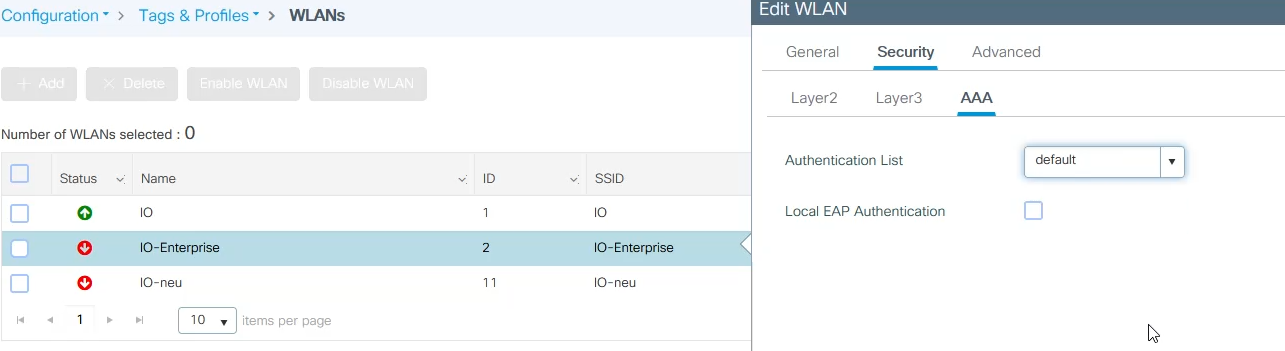 Configuration > Tags & Profiles > WLANs
+ Add × Delete Enable WLAN Disable WLAN
Number of WLANs selected : 0
Status Name ID SSID
IO 1 IO
IO-Enterprise 2 IO-Enterprise
IO-neu 11 IO-neu
1 10 items per page
Edit WLAN
General Security Advanced
Layer2 Layer3 AAA
Authentication List default
Local EAP Authentication